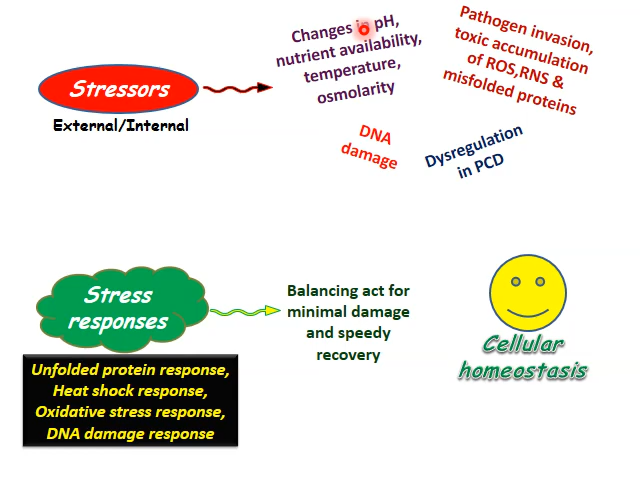 Stressors
External/Internal
Changes in pH,
nutrient availability,
temperature,
osmolarity
Pathogen invasion,
toxic accumulation
of ROS,RNS &
misfolded proteins
DNA
damage
Dysregulation
in PCD
Stress
responses
Unfolded protein response,
Heat shock response,
Oxidative stress response,
DNA damage response
Balancing act for
minimal damage
and speedy
recovery
Cellular
homeostasis